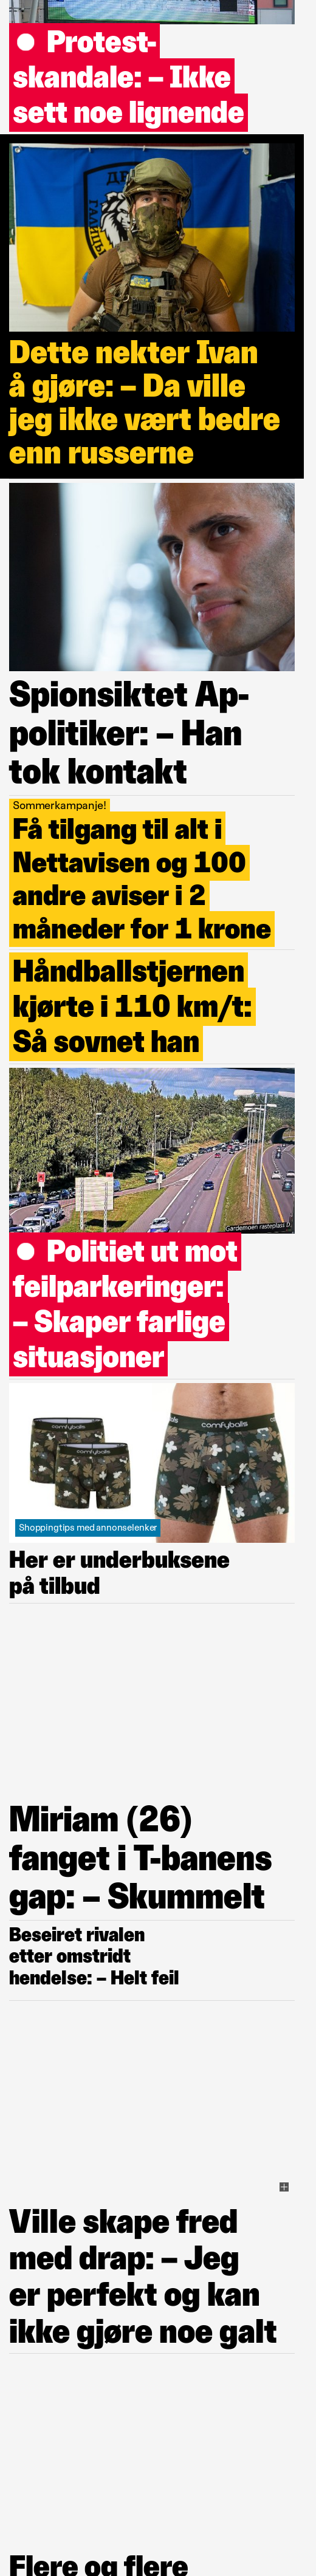 Protest-
skandale: – Ikke
sett noe lignende
Dette nekter Ivan
å gjøre: – Da ville
jeg ikke vært bedre
enn russerne
Spionsiktet Ap-
politiker: – Han
tok kontakt
Sommerkampanje!
Få tilgang til alt i
Nettavisen og 100
andre aviser i 2
måneder for 1 krone
Håndballstjernen
kjørte i 110 km/t:
Så sovnet han
Gardemoen rasteplass D
Politiet ut mot
feilparkeringer:
– Skaper farlige
situasjoner
comfyballs
comfyballs
Shoppingtips med annonselenker
Her er underbuksene
på tilbud
Miriam (26)
fanget i T-banens
gap: – Skummelt
Beseiret rivalen
etter omstridt
hendelse: – Helt feil
Ville skape fred
med drap: – Jeg
er perfekt og kan
ikke gjøre noe galt
Flere og flere